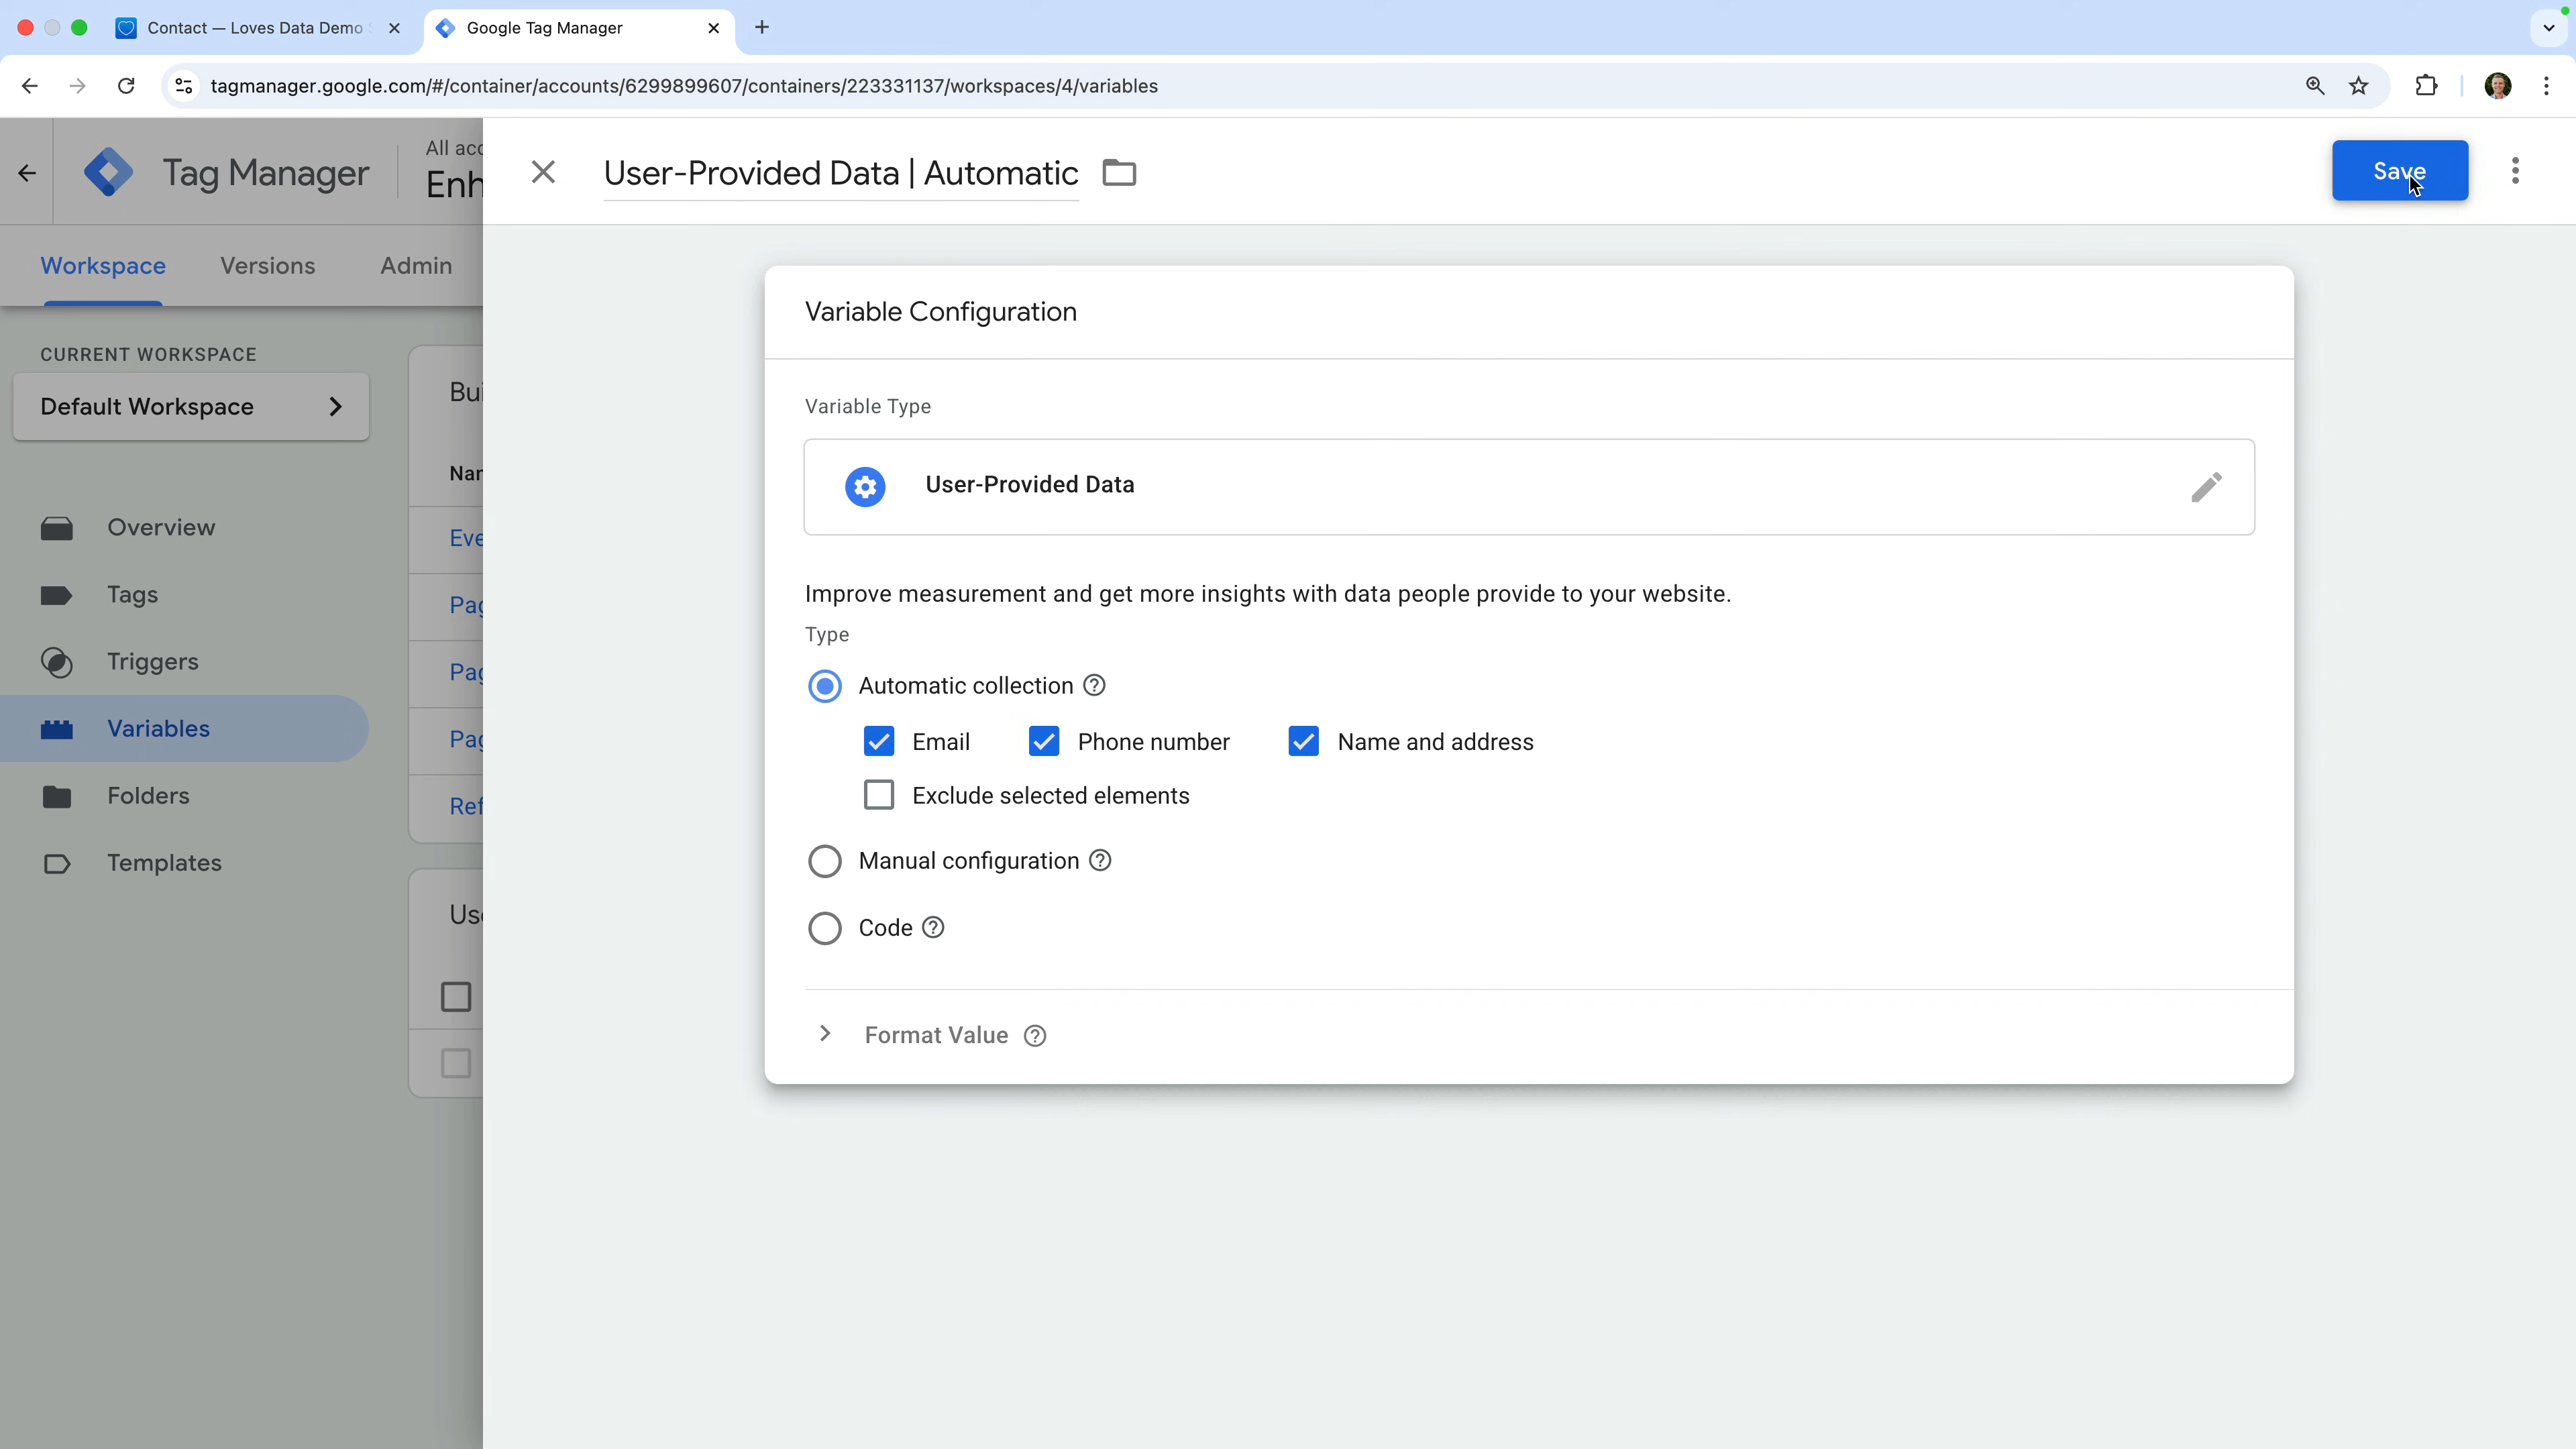 Contact — Loves Data Demo
Google Tag Manager
tagmanager.google.com/#/container/accounts/6299899607/containers/223331137/workspaces/4/variables
Tag Manager
All acc
Enh
User-Provided Data | Automatic
Save
Workspace
Versions
Admin
CURRENT WORKSPACE
Default Workspace
Overview
Tags
Triggers
Variables
Folders
Templates
Bui
Nar
Eve
Pag
Pag
Pag
Ref
Use
Variable Configuration
Variable Type
User-Provided Data
Improve measurement and get more insights with data people provide to your website.
Type
Automatic collection
Email
Phone number
Name and address
Exclude selected elements
Manual configuration
Code
Format Value